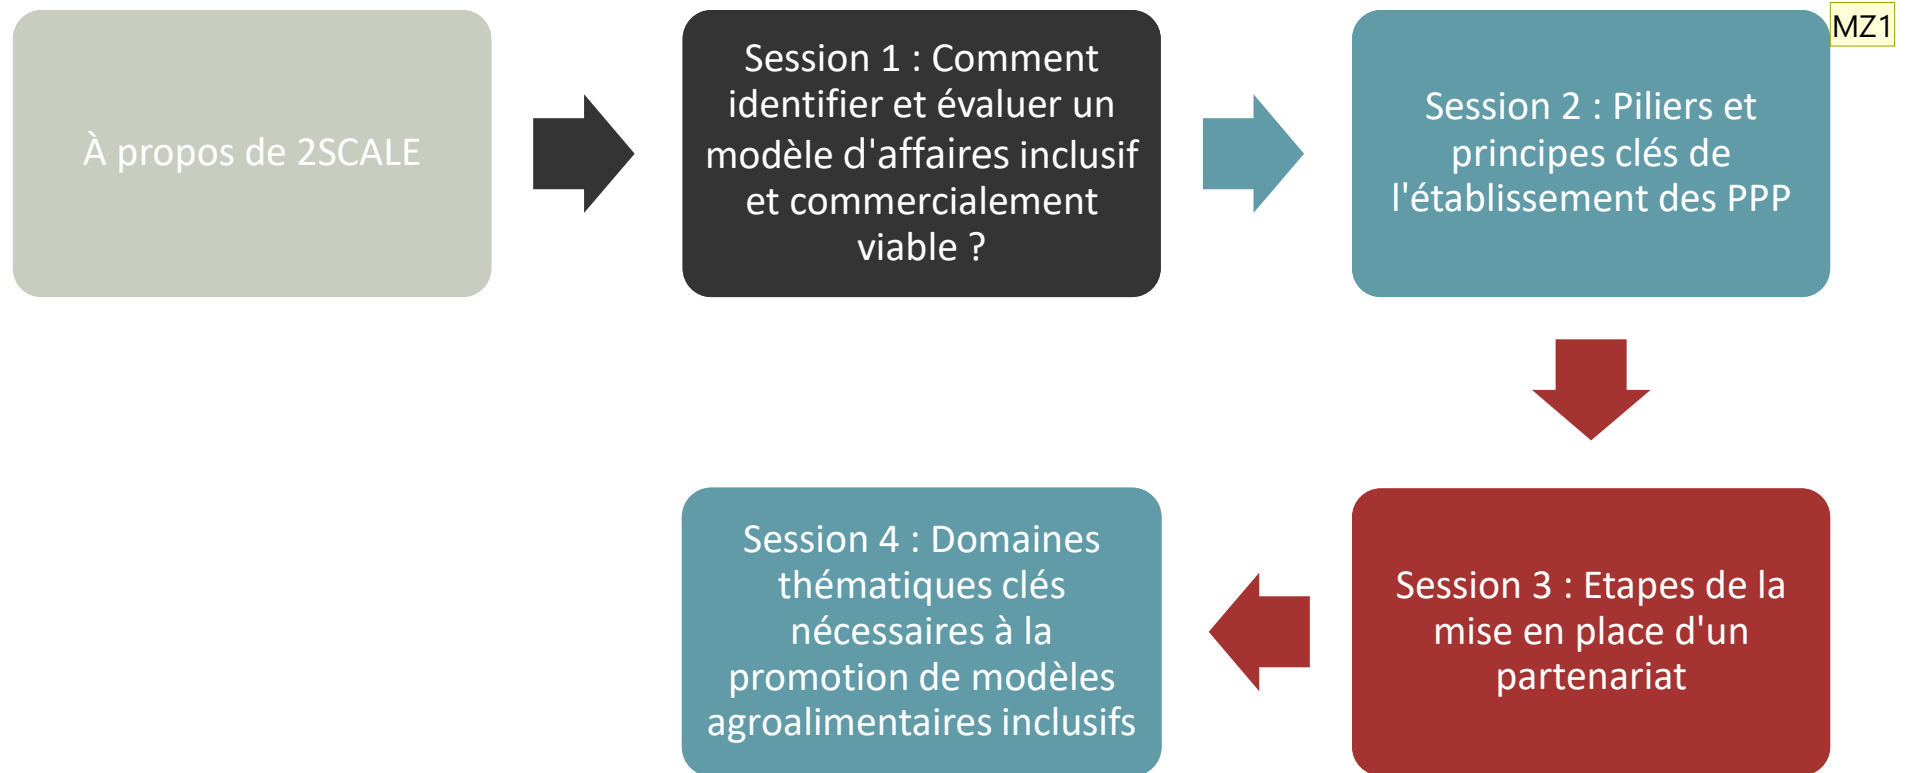 À propos de 2SCALE
Session 1 : Comment
identifier et évaluer un
modèle d'affaires inclusif
et commercialement
viable ?
MZ1
Session 2 : Piliers et
principes clés de
l'établissement des PPP
Session 3 : Etapes de la
mise en place d'un
partenariat
Session 4 : Domaines
thématiques clés
nécessaires à la
promotion de modèles
agroalimentaires inclusifs